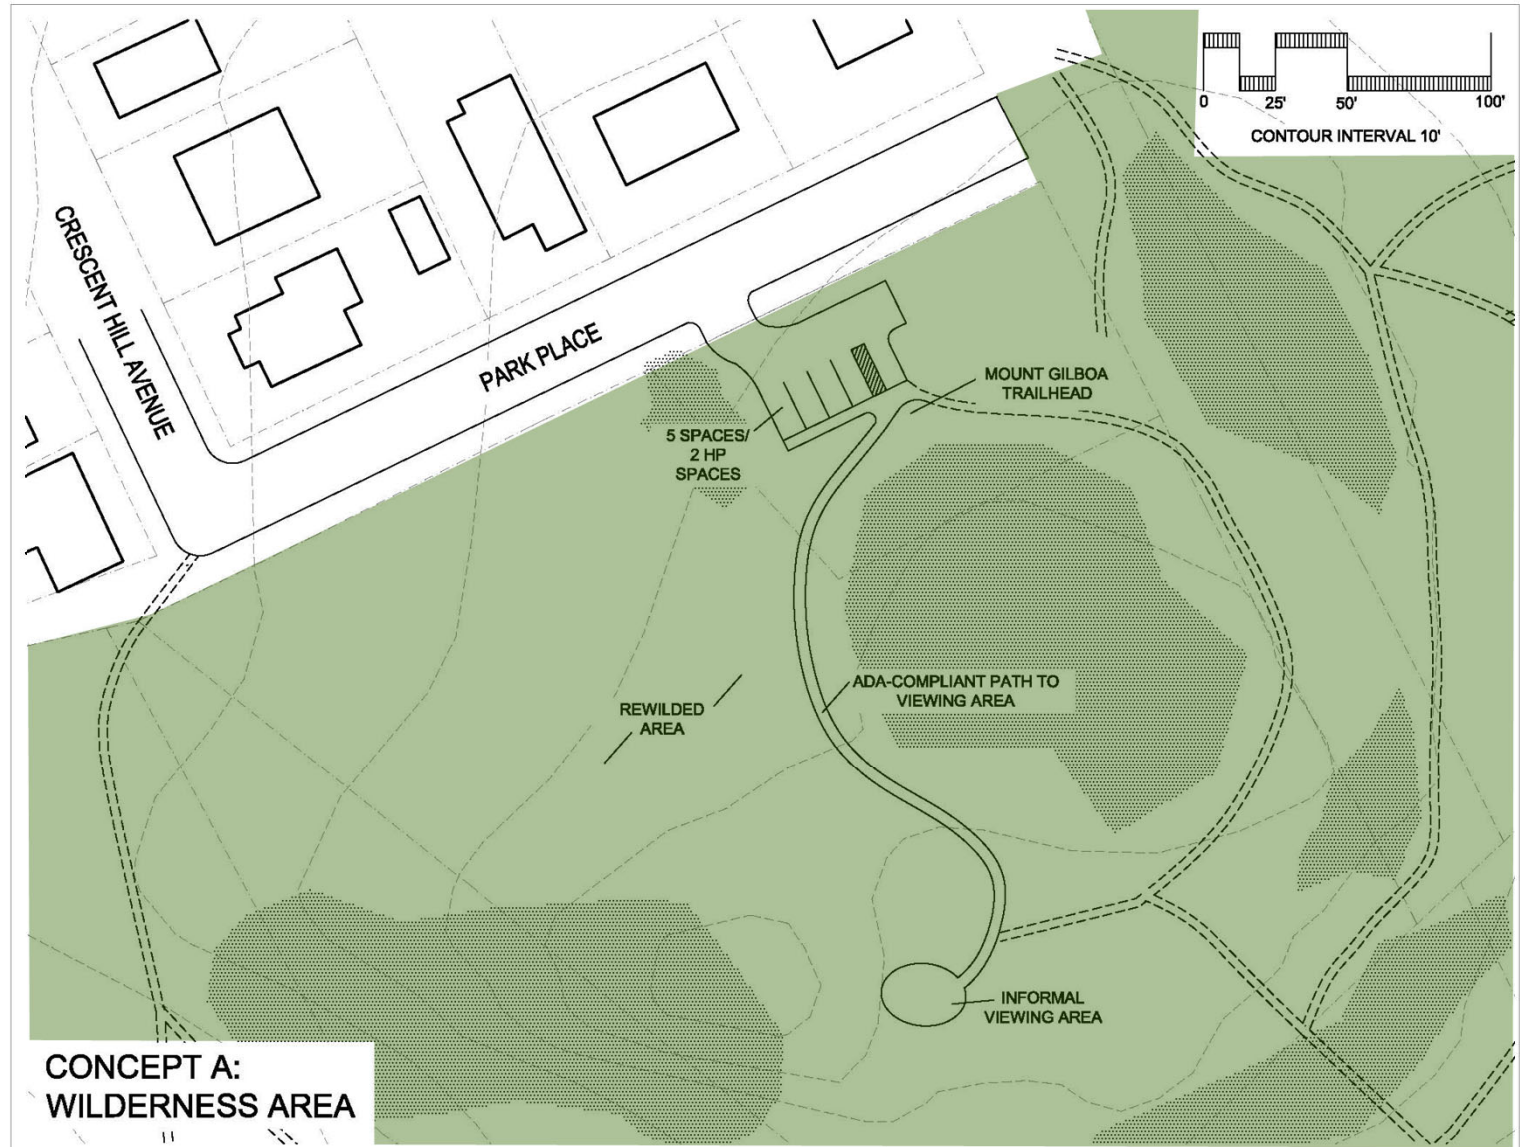 0 25' 50' 100'
CONTOUR INTERVAL 10'
CRESCENT HILL AVENUE
PARK PLACE
MOUNT GILBOA
TRAILHEAD
5 SPACES/
2 HP
SPACES
ADA-COMPLIANT PATH TO
VIEWING AREA
REWILDED
AREA
INFORMAL
VIEWING AREA
CONCEPT A:
WILDERNESS AREA